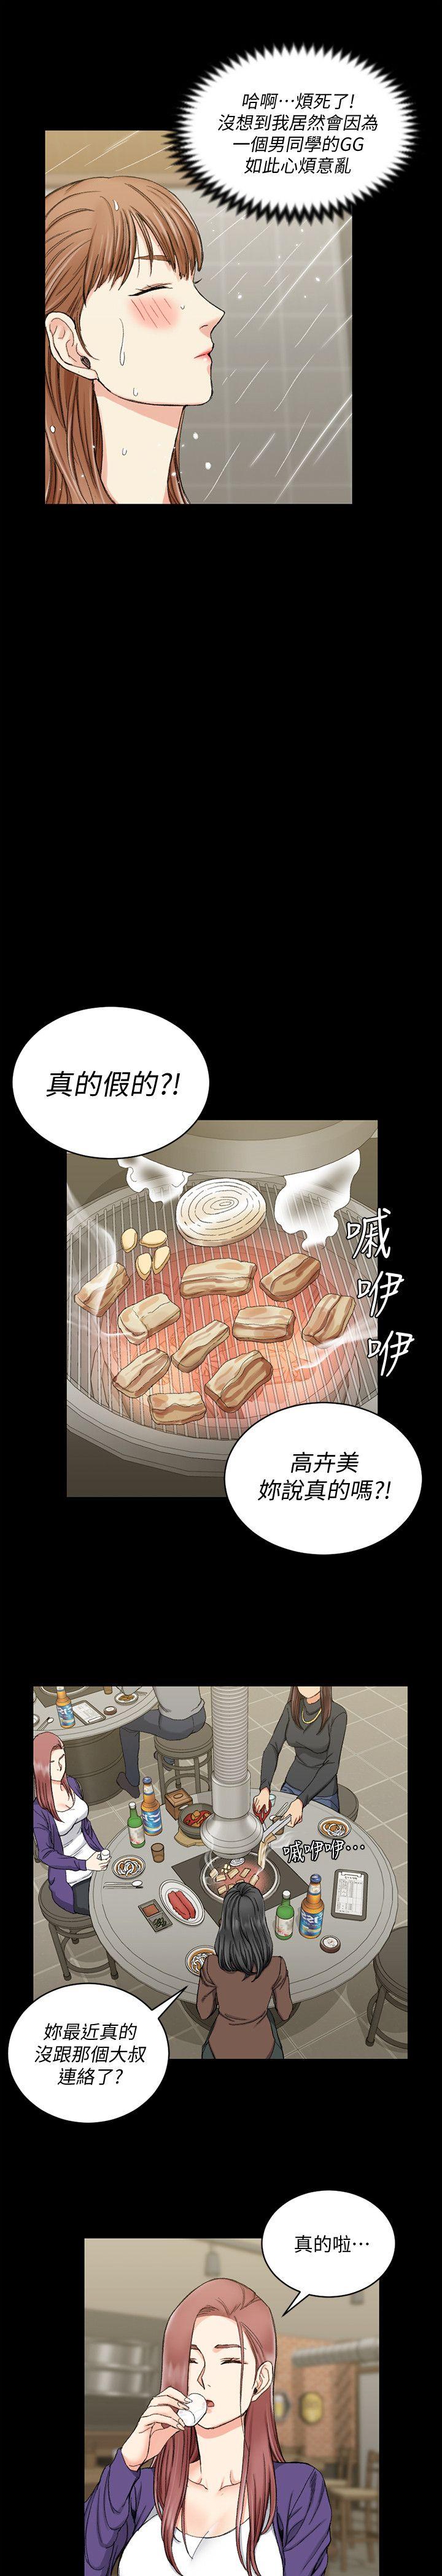 哈啊…煩死了!
沒想到我居然會因為
一個男同學的GG
如此心煩意亂
真的假的?!
嘁
咿
咿
高卉美
妳說真的嗎?!
嘁咿咿…
妳最近真的
沒跟那個大叔
連絡了?
真的啦…